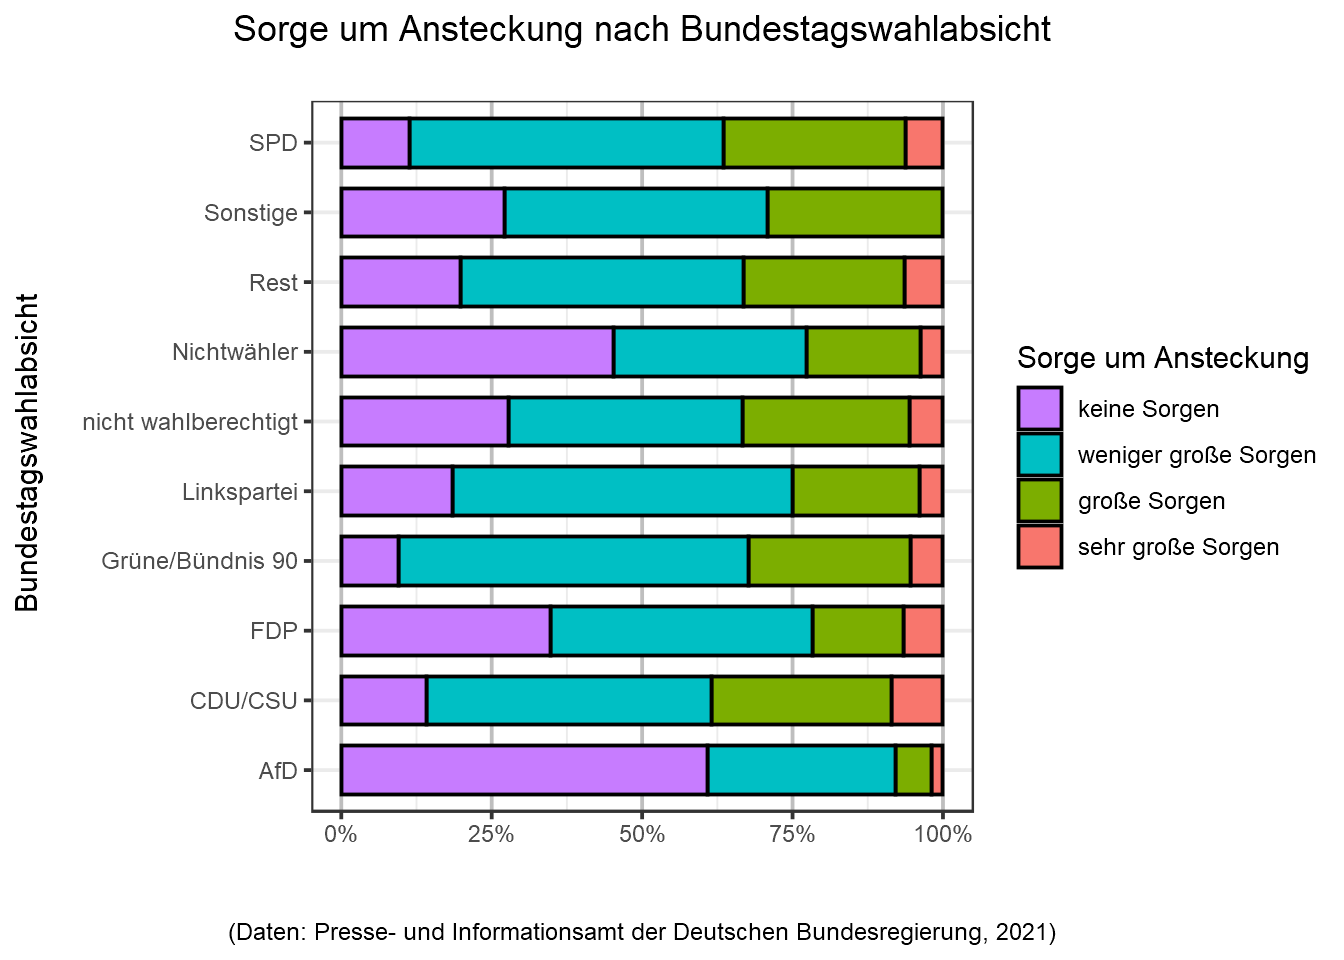 Sorge um Ansteckung nach Bundestagswahlabsicht
Bundestagswahlabsicht
SPD
Sonstige
Rest
Nichtwähler
nicht wahlberechtigt
Linkspartei
Grüne/Bündnis 90
FDP
CDU/CSU
AfD
0% 25% 50% 75% 100%
Sorge um Ansteckung
keine Sorgen
weniger große Sorgen
große Sorgen
sehr große Sorgen
(Daten: Presse- und Informationsamt der Deutschen Bundesregierung, 2021)